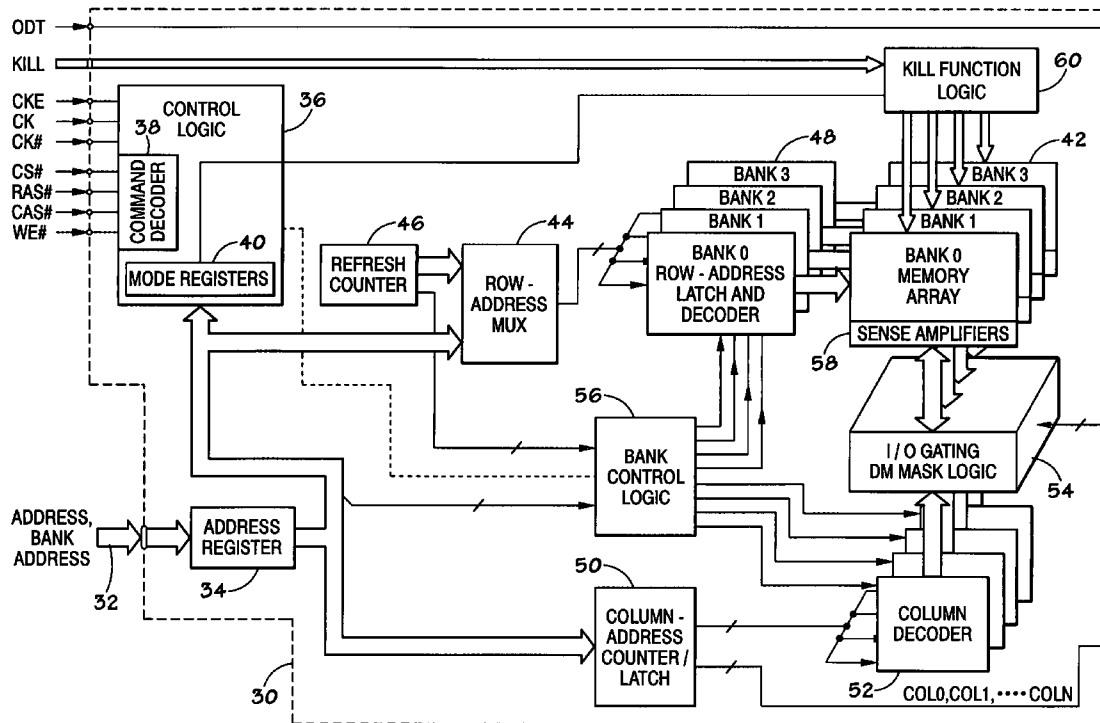 ODT
KILL
CKE
CK
CK#
CS#
RAS#
CAS#
WE#
CONTROL
LOGIC
36
38
COMMAND
DECODER
40
MODE REGISTERS
KILL FUNCTION
LOGIC
60
46
REFRESH
COUNTER
44
ROW -
ADDRESS
MUX
48
BANK 3
BANK 2
BANK 1
BANK 0
ROW - ADDRESS
LATCH AND
DECODER
42
BANK 3
BANK 2
BANK 1
BANK 0
MEMORY
ARRAY
SENSE AMPLIFIERS
58
56
BANK
CONTROL
LOGIC
I / O GATING
DM MASK LOGIC
54
ADDRESS,
BANK
ADDRESS
32
ADDRESS
REGISTER
34
50
COLUMN -
ADDRESS
COUNTER /
LATCH
COLUMN
DECODER
52
COL0,COL1, •••• COLN
30